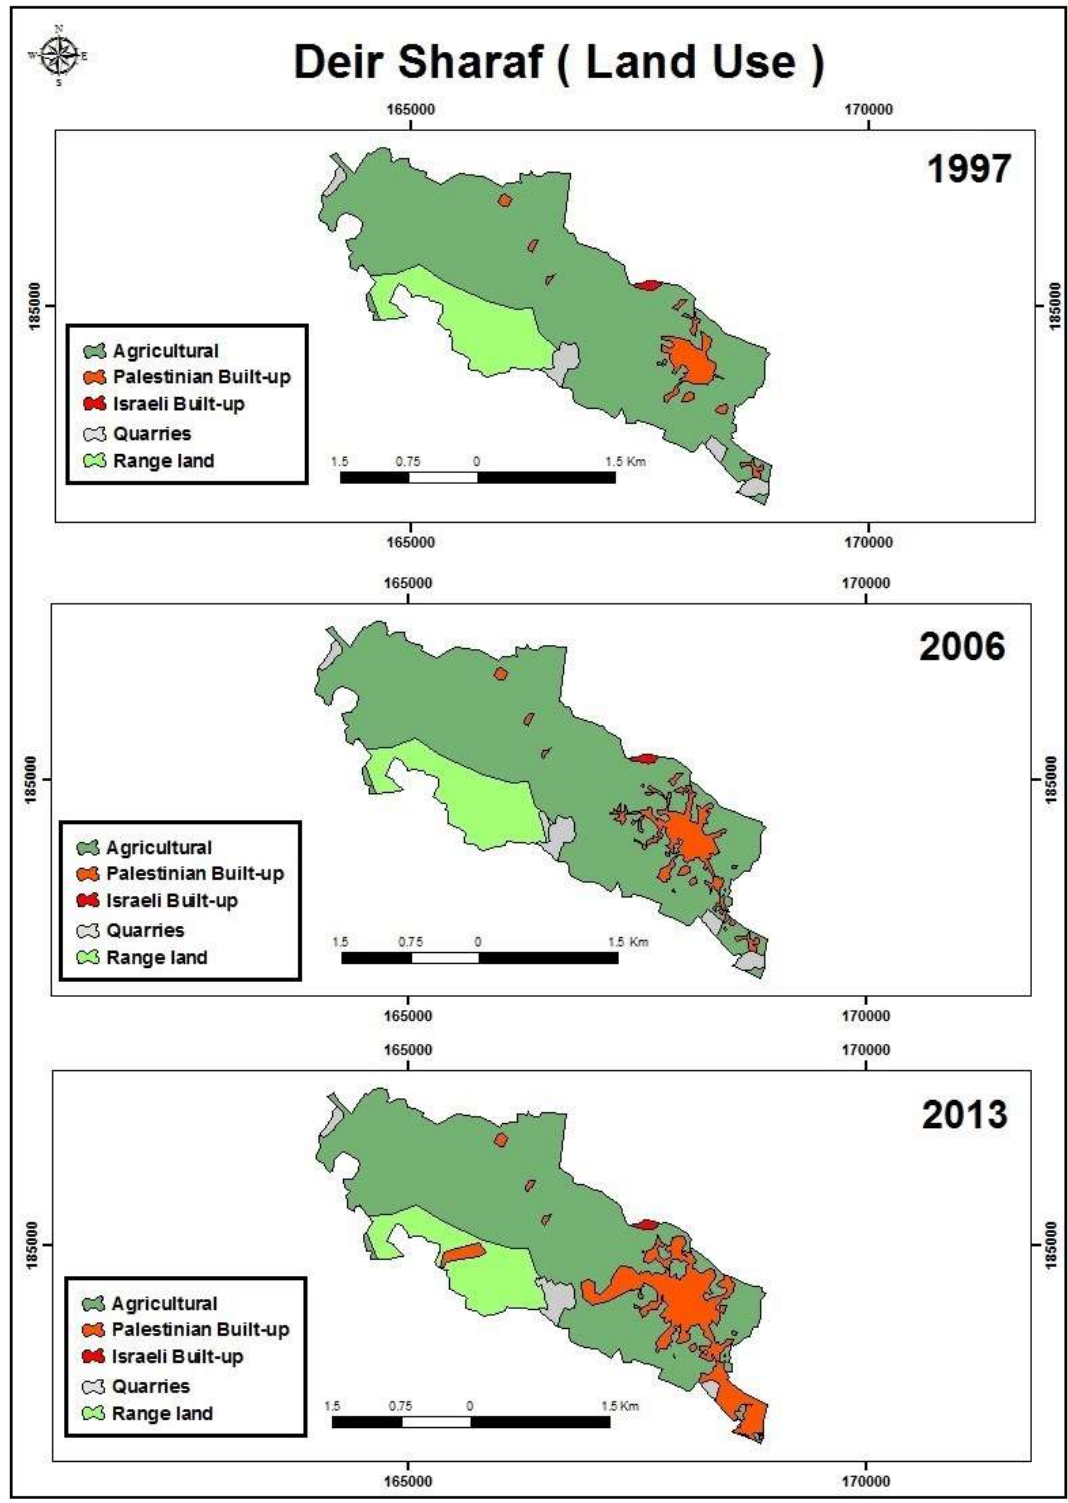 N
W E
S
Deir Sharaf ( Land Use )
165000 170000
1997
185000 185000
Agricultural
Palestinian Built-up
Israeli Built-up
Quarries
Range land
1.5 0.75 0 1.5 Km
165000 170000
165000 170000
2006
185000 185000
Agricultural
Palestinian Built-up
Israeli Built-up
Quarries
Range land
1.5 0.75 0 1.5 Km
165000 170000
165000 170000
2013
185000 185000
Agricultural
Palestinian Built-up
Israeli Built-up
Quarries
Range land
1.5 0.75 0 1.5 Km
165000 170000